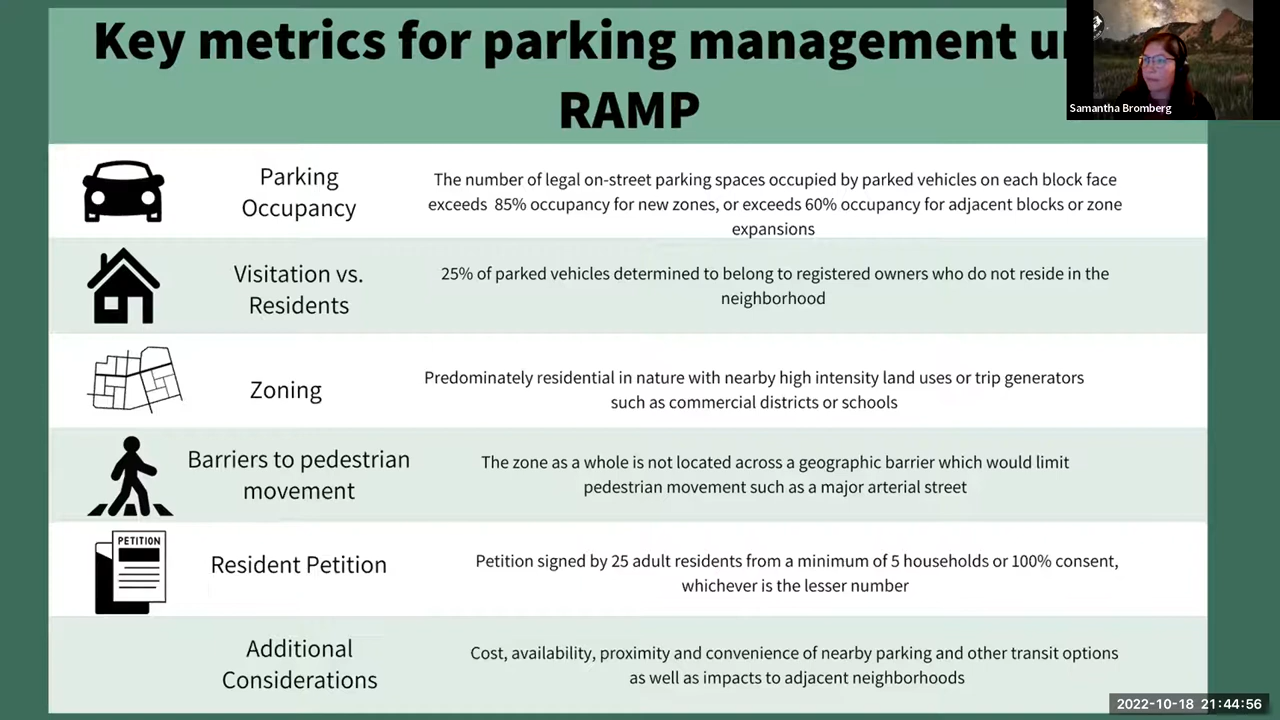 Key metrics for parking management
RAMP
Samantha Bromberg
Parking
Occupancy
The number of legal on-street parking spaces occupied by parked vehicles on each block face
exceeds 85% occupancy for new zones, or exceeds 60% occupancy for adjacent blocks or zone
expansions
Visitation vs.
Residents
25% of parked vehicles determined to belong to registered owners who do not reside in the
neighborhood
Zoning
Predominately residential in nature with nearby high intensity land uses or trip generators
such as commercial districts or schools
Barriers to pedestrian
movement
The zone as a whole is not located across a geographic barrier which would limit
pedestrian movement such as a major arterial street
PETITION
Resident Petition
Petition signed by 25 adult residents from a minimum of 5 households or 100% consent,
whichever is the lesser number
Additional
Considerations
Cost, availability, proximity and convenience of nearby parking and other transit options
as well as impacts to adjacent neighborhoods
2022-10-18 21:44:56